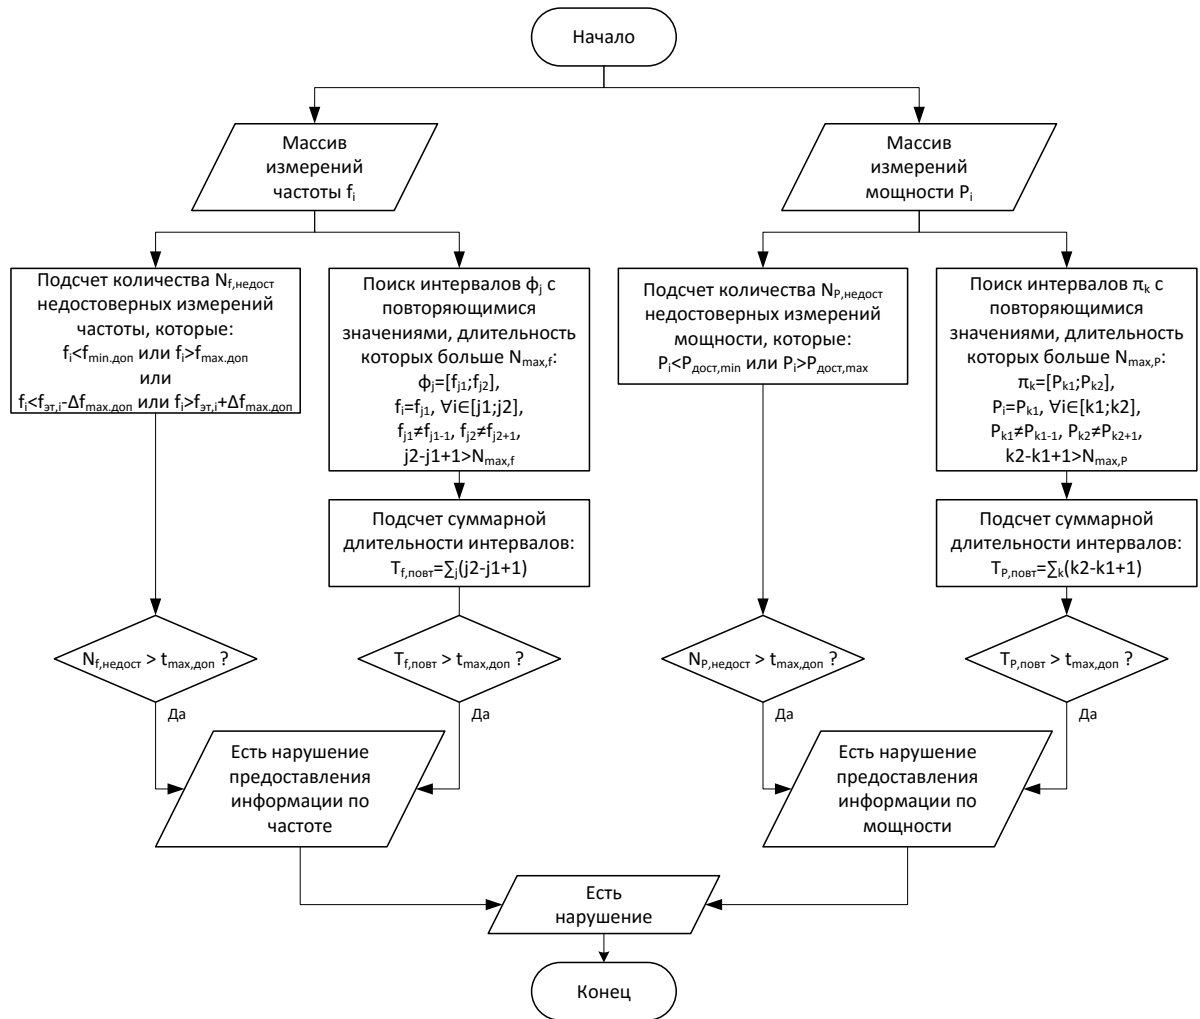 Начало
Массив
измерений
частоты fi
Массив
измерений
мощности Pi
Подсчет количества Nf,недост
недостоверных измерений
частоты, которые:
fi<fmin.доп или fi>fmax.доп
или
fi<fэт,i-Δfmax.доп или fi>fэт,i+Δfmax.доп
Поиск интервалов ϕj с
повторяющимися
значениями, длительность
которых больше Nmax,f:
ϕj=[fj1;fj2],
fi=fj1, ∀i∈[j1;j2],
fj1≠fj1-1, fj2≠fj2+1,
j2-j1+1>Nmax,f
Подсчет количества NP,недост
недостоверных измерений
мощности, которые:
Pi<Pдост,min или Pi>Pдост,max
Поиск интервалов πk с
повторяющимися
значениями, длительность
которых больше Nmax,P:
πk=[Pk1;Pk2],
Pi=Pk1, ∀i∈[k1;k2],
Pk1≠Pk1-1, Pk2≠Pk2+1,
k2-k1+1>Nmax,P
Подсчет суммарной
длительности интервалов:
Tf,повт=∑j(j2-j1+1)
Подсчет суммарной
длительности интервалов:
TP,повт=∑k(k2-k1+1)
Nf,недост > tmax,доп ?
Tf,повт > tmax,доп ?
NP,недост > tmax,доп ?
TP,повт > tmax,доп ?
Да
Да
Да
Да
Есть нарушение
предоставления
информации по
частоте
Есть нарушение
предоставления
информации по
мощности
Есть
нарушение
Конец